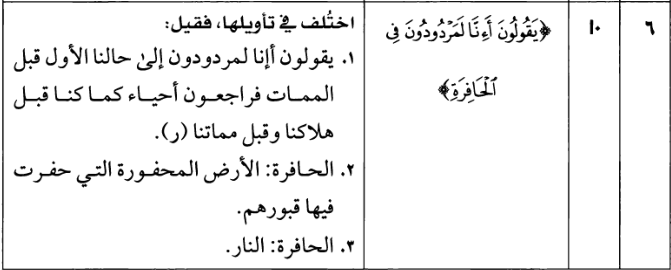 ٦
١٠
﴿يَقُولُونَ أَءِنَّا لَمَرْدُودُونَ فِى
ٱلْحَافِرَةِ﴾
اختُلف في تأويلها، فقيل:
١. يقولون أإنا لمردودون إلىٰ حالنا الأول قبل
الممات فراجعون أحياء كما كنا قبل
هلاكنا وقبل مماتنا (ر).
٢. الحافرة: الأرض المحفورة التي حفرت
فيها قبورهم.
٣. الحافرة: النار.